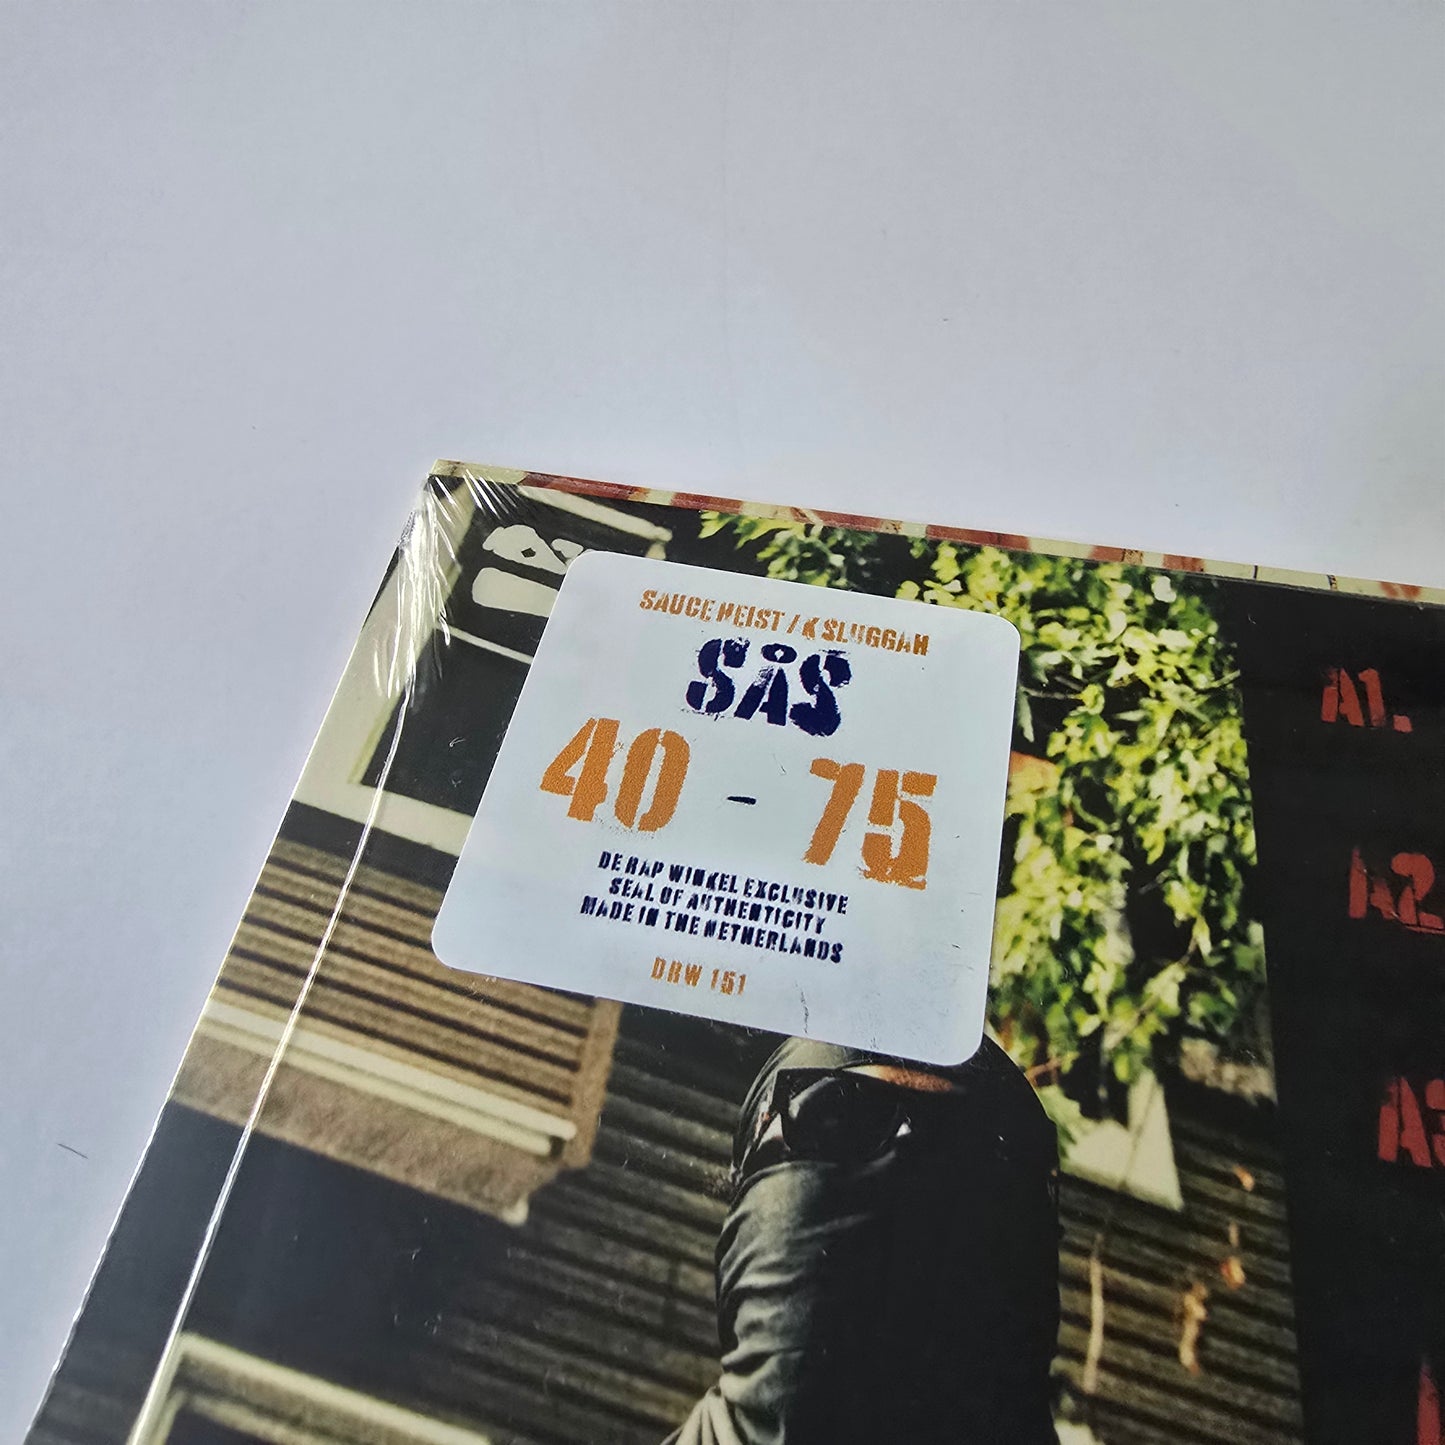 SAUCE HEIST / K SLUGGAH
SÅS
40 - 75
DE RAP WINKEL EXCLUSIVE
SEAL OF AUTHENTICITY
MADE IN THE NETHERLANDS
DRW 151
A1.
A2
A3